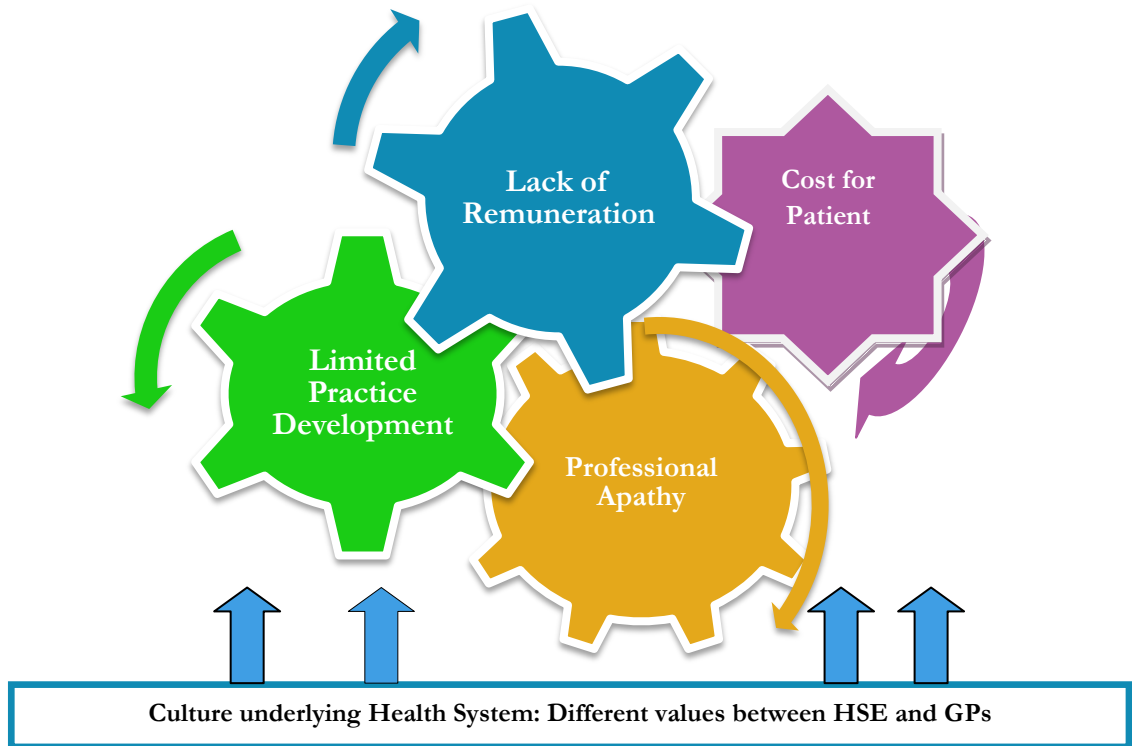 Lack of
Remuneration
Cost for
Patient
Limited
Practice
Development
Professional
Apathy
Culture underlying Health System: Different values between HSE and GPs